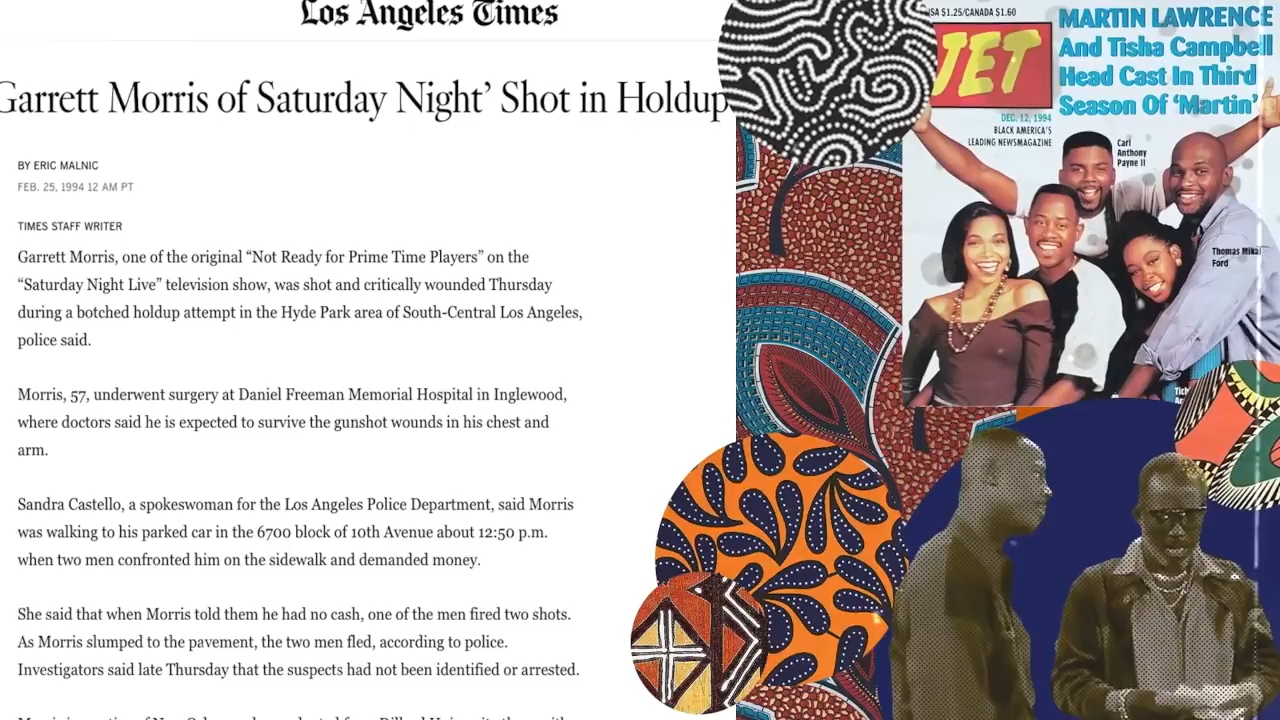 Los Angeles Times
Garrett Morris of Saturday Night’ Shot in Holdup
BY ERIC MALNIC
FEB. 25, 1994 12 AM PT
TIMES STAFF WRITER
Garrett Morris, one of the original “Not Ready for Prime Time Players” on the
“Saturday Night Live” television show, was shot and critically wounded Thursday
during a botched holdup attempt in the Hyde Park area of South-Central Los Angeles,
police said.
Morris, 57, underwent surgery at Daniel Freeman Memorial Hospital in Inglewood,
where doctors said he is expected to survive the gunshot wounds in his chest and
arm.
Sandra Castello, a spokeswoman for the Los Angeles Police Department, said Morris
was walking to his parked car in the 6700 block of 10th Avenue about 12:50 p.m.
when two men confronted him on the sidewalk and demanded money.
She said that when Morris told them he had no cash, one of the men fired two shots.
As Morris slumped to the pavement, the two men fled, according to police.
Investigators said late Thursday that the suspects had not been identified or arrested.
USA $1.25/CANADA $1.60
JET
MARTIN LAWRENCE
And Tisha Campbell
Head Cast In Third
Season Of ‘Martin’
DEC. 12, 1994
BLACK AMERICA'S
LEADING NEWSMAGAZINE
Carl
Anthony
Payne II
Thomas Mikal
Ford